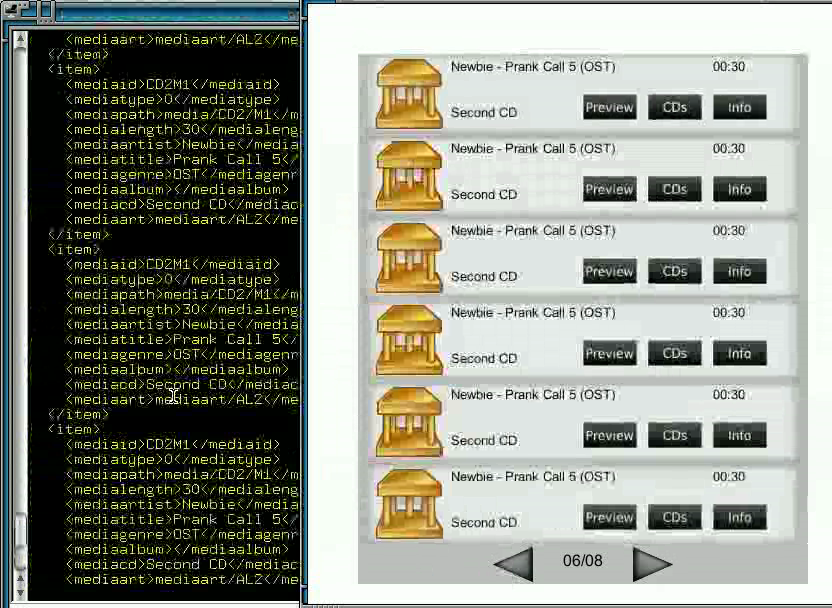 <mediaart>mediaart/AL2</me
</item>
<item>
<mediaid>CD2M1</mediaid>
<mediatype>0</mediatype>
<mediapath>media/CD2/M1</m
<medialength>30</medialeng
<mediaartist>Newbie</media
<mediatitle>Prank Call 5</
<mediagenre>OST</mediagenr
<mediaalbum></mediaalbum>
<mediacd>Second CD</mediac
<mediaart>mediaart/AL2</me
</item>
<item>
<mediaid>CD2M1</mediaid>
<mediatype>0</mediatype>
<mediapath>media/CD2/M1</m
<medialength>30</medialeng
<mediaartist>Newbie</media
<mediatitle>Prank Call 5</
<mediagenre>OST</mediagenr
<mediaalbum></mediaalbum>
<mediacd>Second CD</mediac
<mediaart>mediaart/AL2</me
</item>
<item>
<mediaid>CD2M1</mediaid>
<mediatype>0</mediatype>
<mediapath>media/CD2/M1</m
<medialength>30</medialeng
<mediaartist>Newbie</media
<mediatitle>Prank Call 5</
<mediagenre>OST</mediagenr
<mediaalbum></mediaalbum>
<mediacd>Second CD</mediac
<mediaart>mediaart/AL2</me
Newbie - Prank Call 5 (OST) 00:30
Second CD Preview CDs Info
Newbie - Prank Call 5 (OST) 00:30
Second CD Preview CDs Info
Newbie - Prank Call 5 (OST) 00:30
Second CD Preview CDs Info
Newbie - Prank Call 5 (OST) 00:30
Second CD Preview CDs Info
Newbie - Prank Call 5 (OST) 00:30
Second CD Preview CDs Info
Newbie - Prank Call 5 (OST) 00:30
Second CD Preview CDs Info
06/08